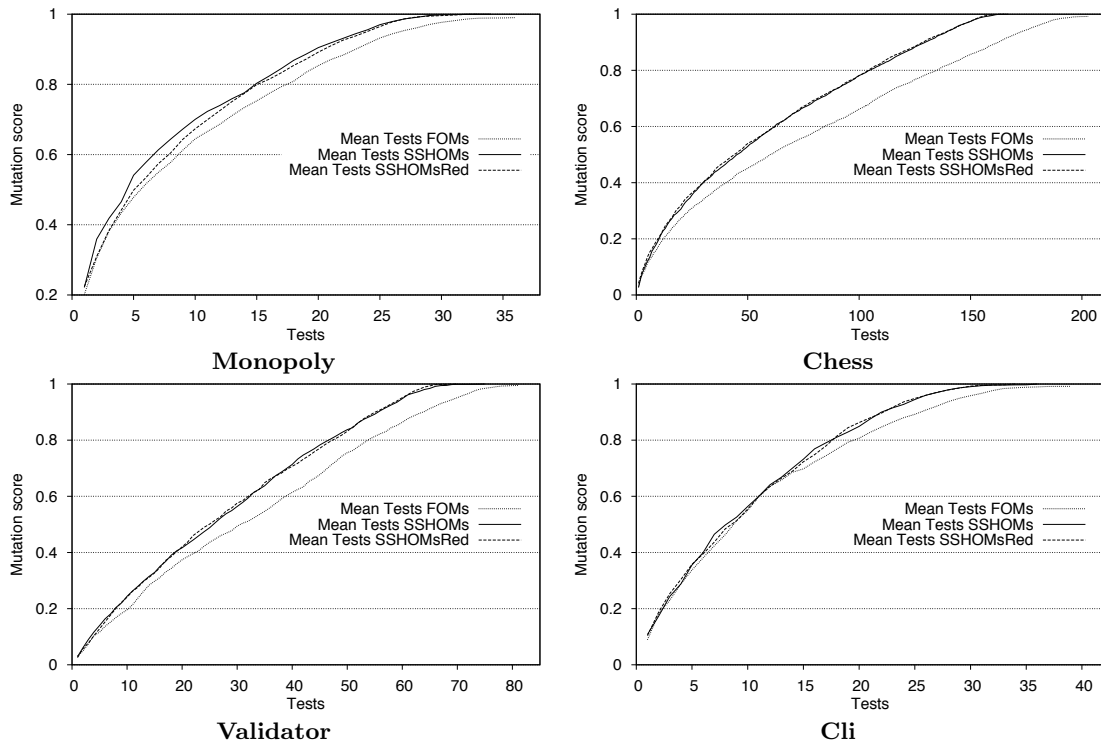 1
0.8
0.6
0.4
0.2
Mutation score
Mean Tests FOMs
Mean Tests SSHOMs
Mean Tests SSHOMsRed
0 5 10 15 20 25 30 35
Tests
Monopoly
1
0.8
0.6
0.4
0.2
0
Mutation score
Mean Tests FOMs
Mean Tests SSHOMs
Mean Tests SSHOMsRed
0 50 100 150 200
Tests
Chess
1
0.8
0.6
0.4
0.2
0
Mutation score
Mean Tests FOMs
Mean Tests SSHOMs
Mean Tests SSHOMsRed
0 10 20 30 40 50 60 70 80
Tests
Validator
1
0.8
0.6
0.4
0.2
0
Mutation score
Mean Tests FOMs
Mean Tests SSHOMs
Mean Tests SSHOMsRed
0 5 10 15 20 25 30 35 40
Tests
Cli